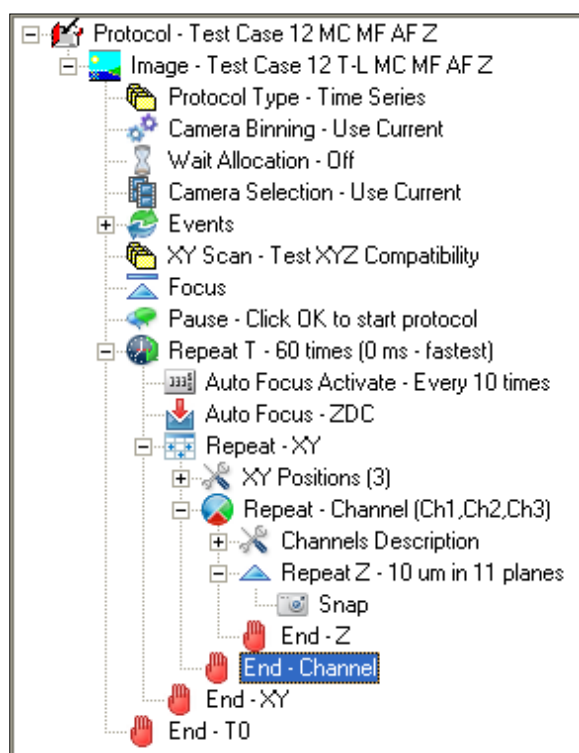 Protocol - Test Case 12 MC MF AF Z
Image - Test Case 12 T-L MC MF AF Z
Protocol Type - Time Series
Camera Binning - Use Current
Wait Allocation - Off
Camera Selection - Use Current
Events
XY Scan - Test XYZ Compatibility
Focus
Pause - Click OK to start protocol
Repeat T - 60 times (0 ms - fastest)
Auto Focus Activate - Every 10 times
Auto Focus - ZDC
Repeat - XY
XY Positions (3)
Repeat - Channel (Ch1,Ch2,Ch3)
Channels Description
Repeat Z - 10 um in 11 planes
Snap
End - Z
End - Channel
End - XY
End - T0